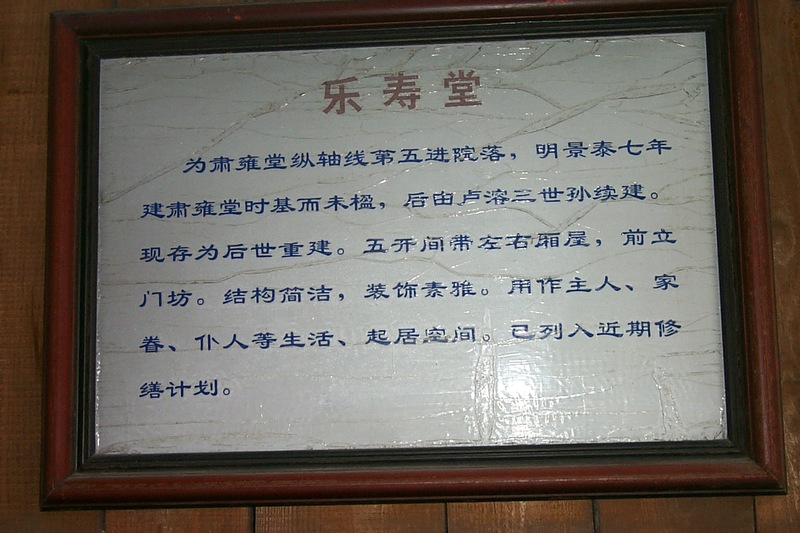 乐寿堂
为肃雍堂纵轴线第五进院落，明景泰七年
建肃雍堂时基而未楹，后由卢溶三世孙续建。
现存为后世重建。五开间带左右厢屋，前立
门坊。结构简洁，装饰素雅。用作主人、家
眷、仆人等生活、起居空间。已列入近期修
缮计划。